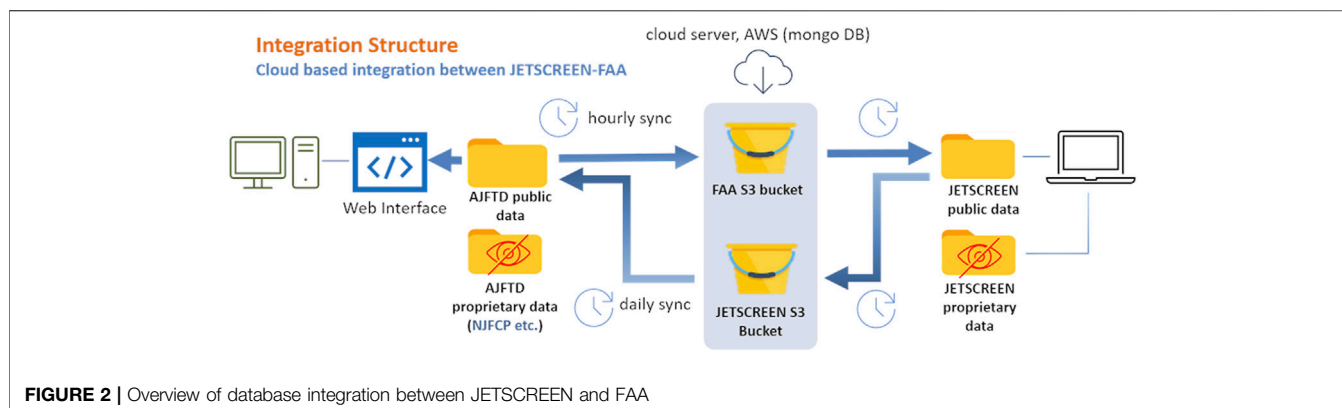 Integration Structure
Cloud based integration between JETSCREEN-FAA
cloud server, AWS (mongo DB)
hourly sync
</>
Web Interface
AJFTD public
data
FAA S3 bucket
JETSCREEN
public data
AJFTD
proprietary data
(NJFCP etc.)
daily sync
JETSCREEN S3
Bucket
JETSCREEN
proprietary
data
FIGURE 2 | Overview of database integration between JETSCREEN and FAA